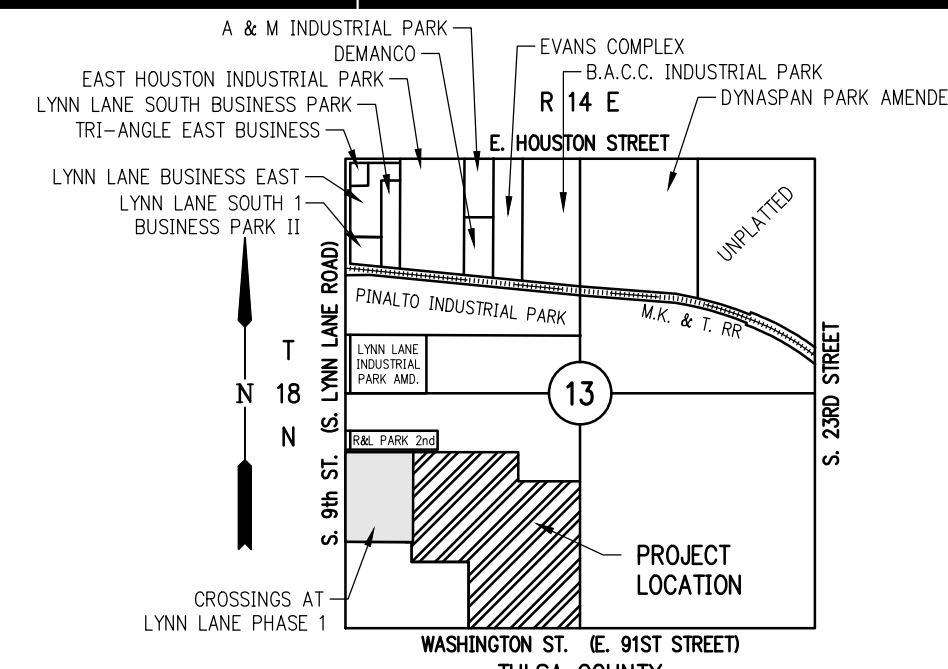 A & M INDUSTRIAL PARK
DEMANCO
EVANS COMPLEX
EAST HOUSTON INDUSTRIAL PARK
B.A.C.C. INDUSTRIAL PARK
LYNN LANE SOUTH BUSINESS PARK
R 14 E
DYNASPAN PARK AMENDE
TRI-ANGLE EAST BUSINESS
E. HOUSTON STREET
LYNN LANE BUSINESS EAST
LYNN LANE SOUTH 1
BUSINESS PARK II
UNPLATTED
PINALTO INDUSTRIAL PARK
M.K. & T. RR
S. 9th ST. (S. LYNN LANE ROAD)
S. 23RD STREET
T
18
N
N
LYNN LANE
INDUSTRIAL
PARK AMD.
13
R&L PARK 2nd
PROJECT
LOCATION
CROSSINGS AT
LYNN LANE PHASE 1
WASHINGTON ST. (E. 91ST STREET)
TULSA COUNTY